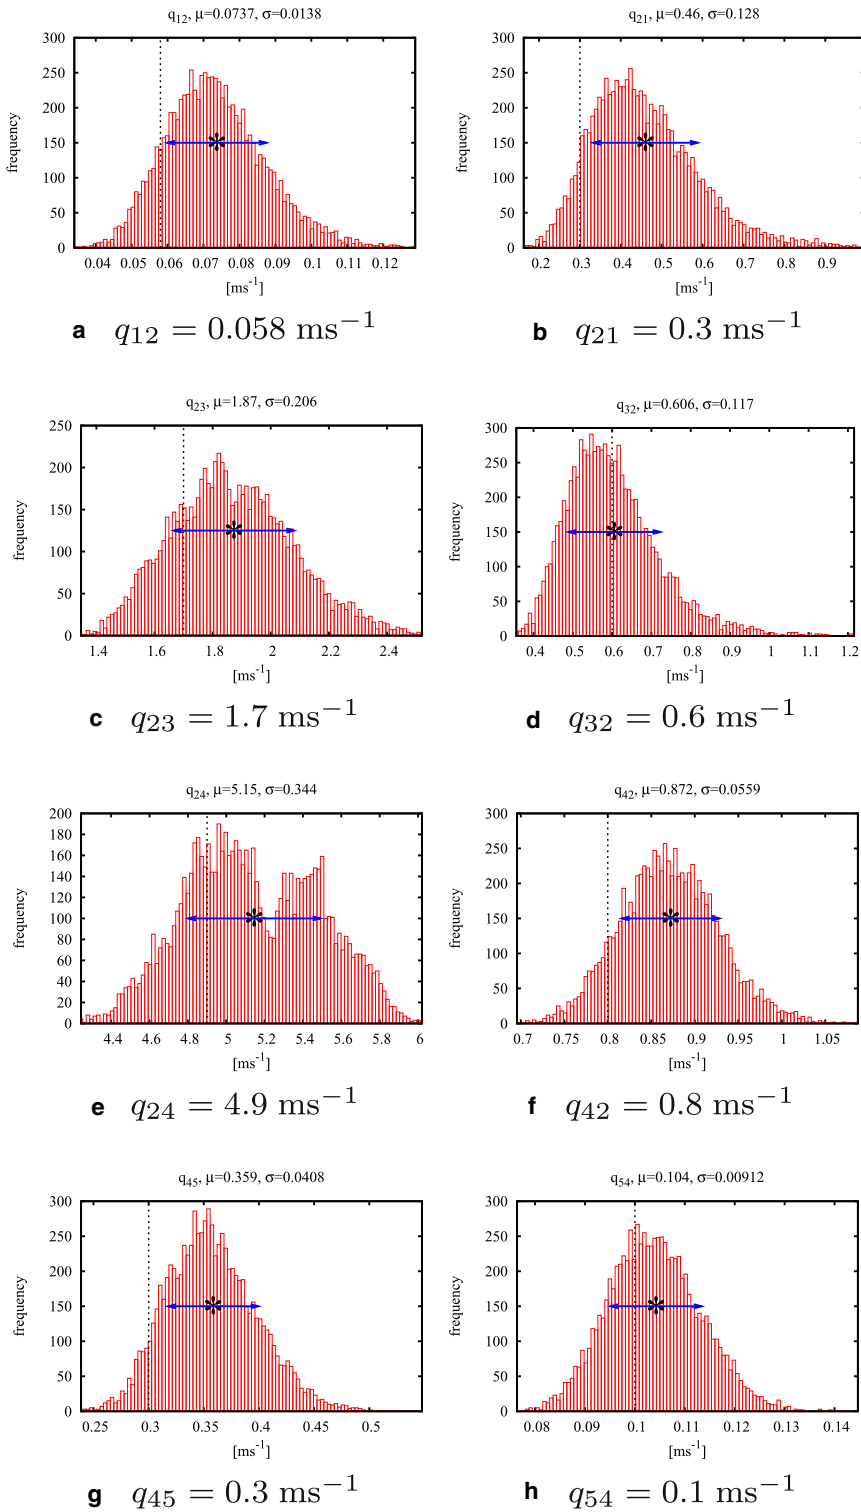 q12, μ=0.0737, σ=0.0138
300
250
200
150
100
50
0
frequency
0.04 0.05 0.06 0.07 0.08 0.09 0.1 0.11 0.12
[ms-1]
a q12 = 0.058 ms−1
q21, μ=0.46, σ=0.128
300
250
200
150
100
50
0
frequency
0.2 0.3 0.4 0.5 0.6 0.7 0.8 0.9
[ms-1]
b q21 = 0.3 ms−1
q23, μ=1.87, σ=0.206
250
200
150
100
50
0
frequency
1.4 1.6 1.8 2 2.2 2.4
[ms-1]
c q23 = 1.7 ms−1
q32, μ=0.606, σ=0.117
300
250
200
150
100
50
0
frequency
0.4 0.5 0.6 0.7 0.8 0.9 1 1.1 1.2
[ms-1]
d q32 = 0.6 ms−1
q24, μ=5.15, σ=0.344
200
180
160
140
120
100
80
60
40
20
0
frequency
4.4 4.6 4.8 5 5.2 5.4 5.6 5.8 6
[ms-1]
e q24 = 4.9 ms−1
q42, μ=0.872, σ=0.0559
300
250
200
150
100
50
0
frequency
0.7 0.75 0.8 0.85 0.9 0.95 1 1.05
[ms-1]
f q42 = 0.8 ms−1
q45, μ=0.359, σ=0.0408
300
250
200
150
100
50
0
frequency
0.25 0.3 0.35 0.4 0.45 0.5
[ms-1]
g q45 = 0.3 ms−1
q54, μ=0.104, σ=0.00912
300
250
200
150
100
50
0
frequency
0.08 0.09 0.1 0.11 0.12 0.13 0.14
[ms-1]
h q54 = 0.1 ms−1